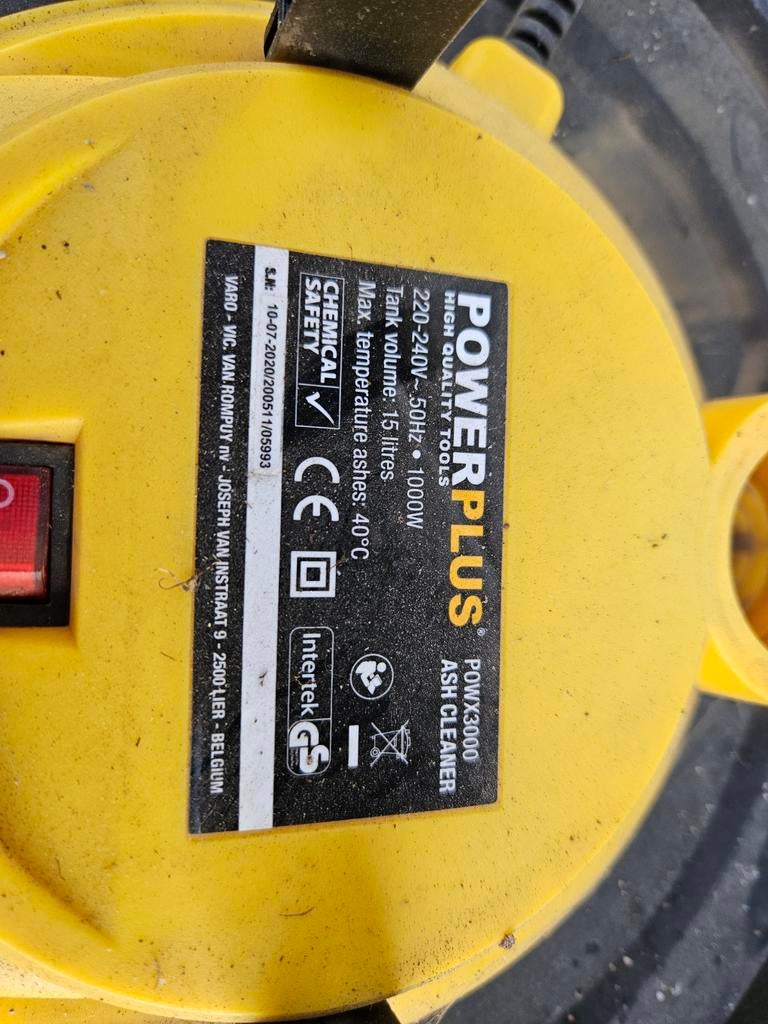 POWERPLUS®
HIGH QUALITY TOOLS
POWX3000
ASH CLEANER
220-240V~ 50Hz • 1000W
Tank volume: 15 litres
Max. temperature ashes: 40°C
CHEMICAL
SAFETY
CE
Intertek
GS
S.N: 10-07-2020/200511/05993
VARO - VIC. VAN ROMPUY nv - JOSEPH VAN INSTRAAT 9 - 2500 LIER - BELGIUM